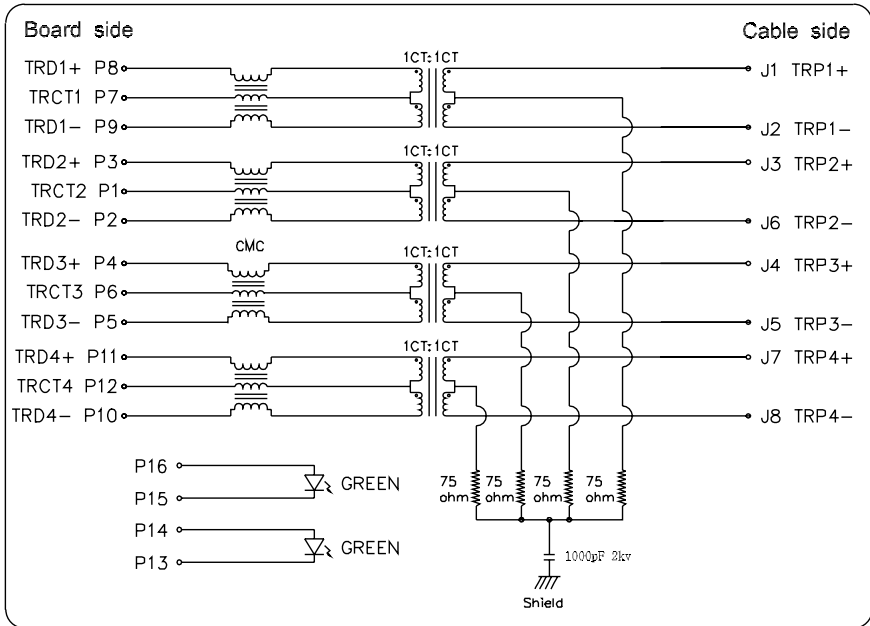 Board side
Cable side
TRD1+ P8
1CT:1CT
J1 TRP1+
TRCT1 P7
TRD1- P9
J2 TRP1-
TRD2+ P3
1CT:1CT
J3 TRP2+
TRCT2 P1
TRD2- P2
J6 TRP2-
CMC
TRD3+ P4
1CT:1CT
J4 TRP3+
TRCT3 P6
TRD3- P5
J5 TRP3-
TRD4+ P11
1CT:1CT
J7 TRP4+
TRCT4 P12
TRD4- P10
J8 TRP4-
P16
GREEN
P15
P14
GREEN
P13
75 ohm
75 ohm
75 ohm
75 ohm
1000pF 2kv
Shield